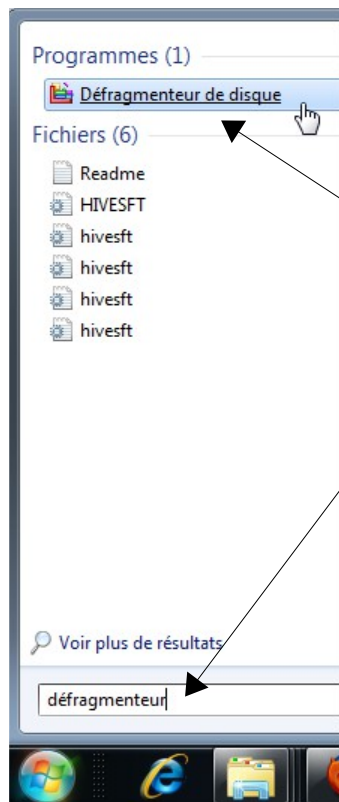 Programmes (1)
Défragmenteur de disque
Fichiers (6)
Readme
HIVESFT
hivesft
hivesft
hivesft
hivesft
Voir plus de résultats
défragmenteur